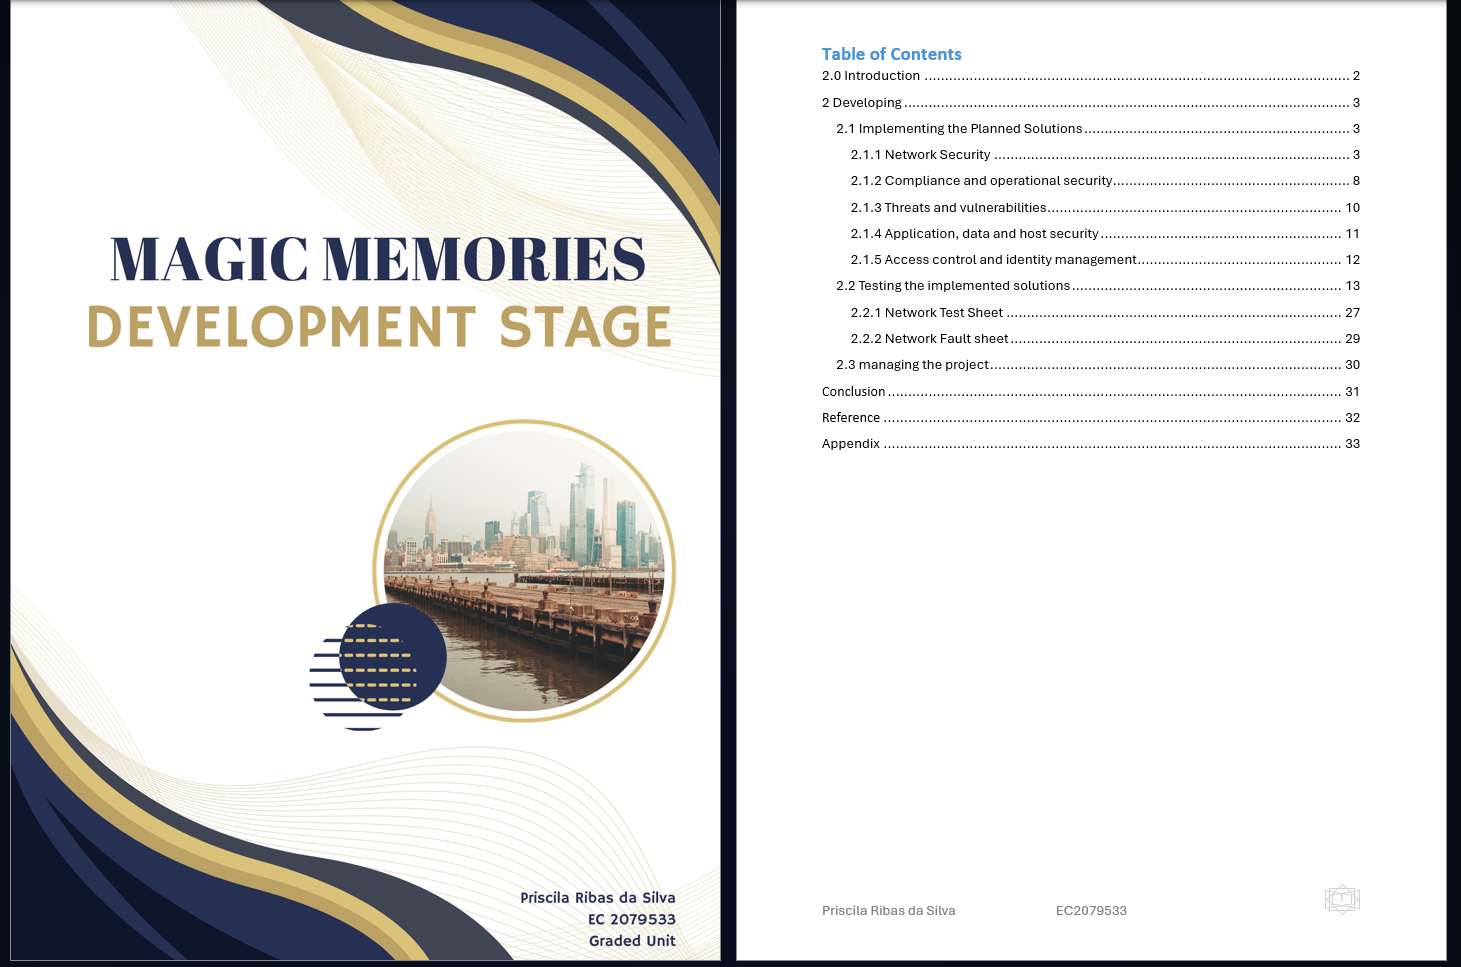 MAGIC MEMORIES
DEVELOPMENT STAGE
Priscila Ribas da Silva
EC 2079533
Graded Unit
Table of Contents
2.0 Introduction ........ 2
2 Developing ........ 3
2.1 Implementing the Planned Solutions ........ 3
2.1.1 Network Security ........ 3
2.1.2 Compliance and operational security ........ 8
2.1.3 Threats and vulnerabilities ........ 10
2.1.4 Application, data and host security ........ 11
2.1.5 Access control and identity management ........ 12
2.2 Testing the implemented solutions ........ 13
2.2.1 Network Test Sheet ........ 27
2.2.2 Network Fault sheet ........ 29
2.3 managing the project ........ 30
Conclusion ........ 31
Reference ........ 32
Appendix ........ 33
Priscila Ribas da Silva EC2079533 1